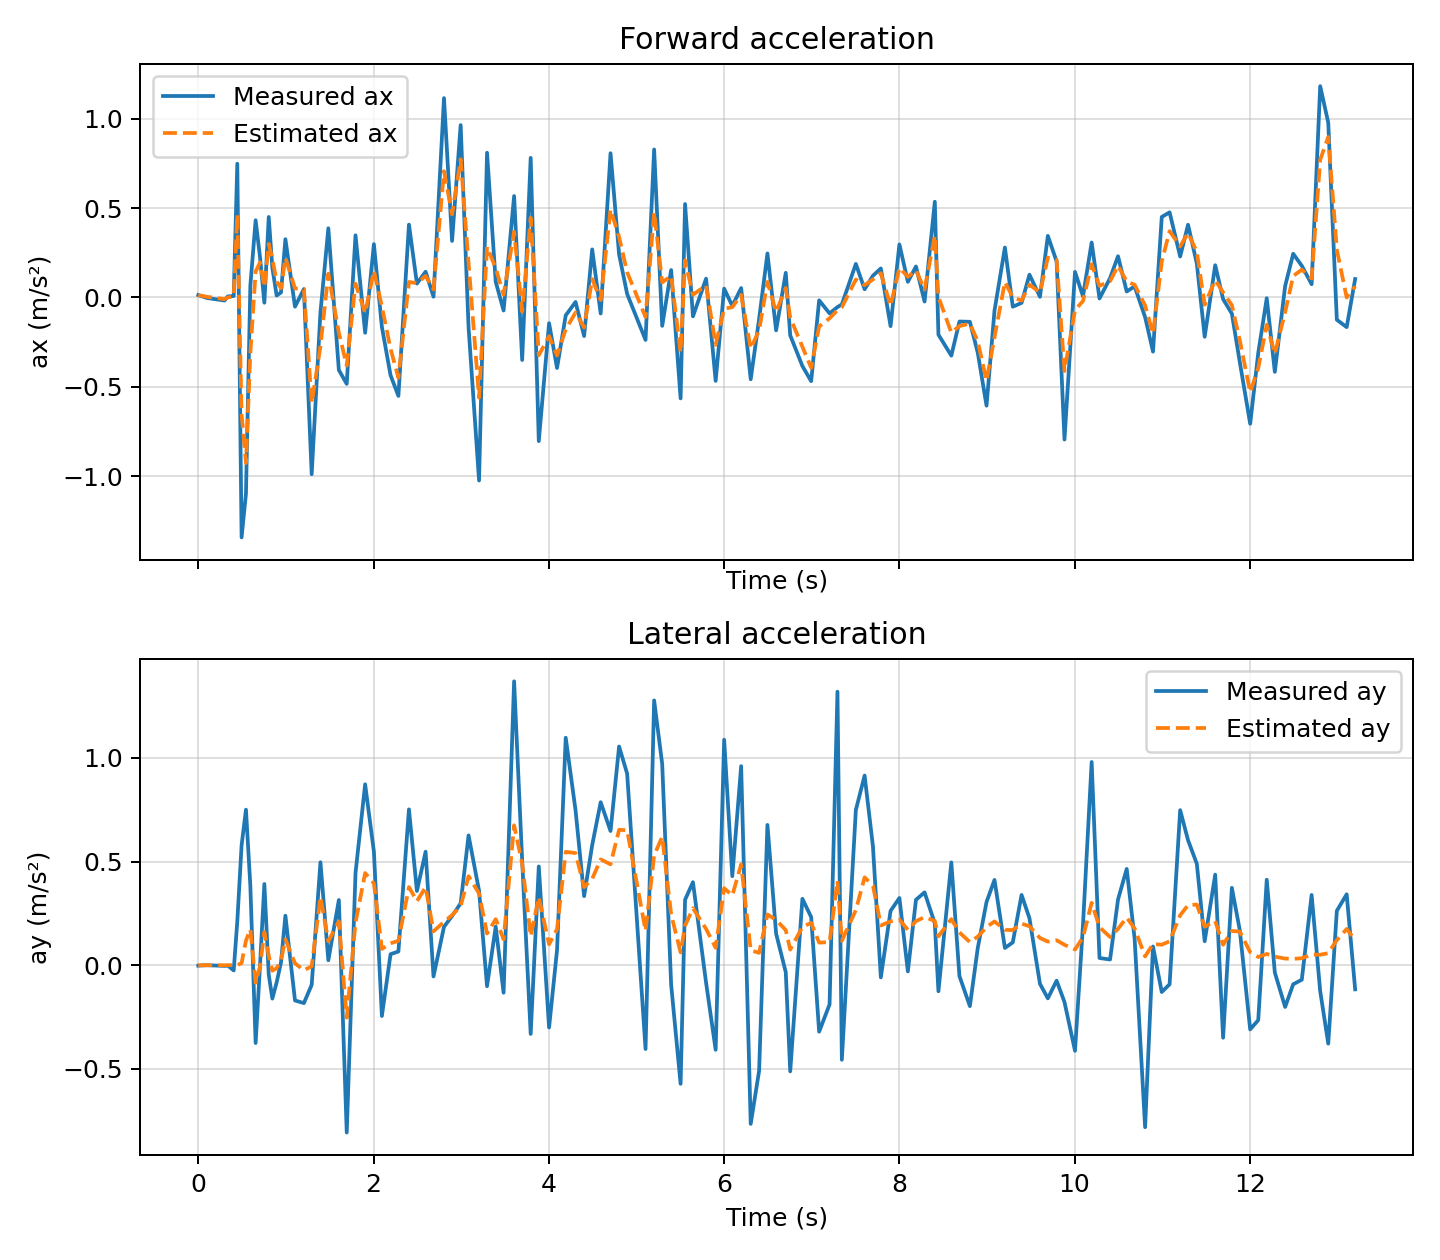 Forward acceleration
Measured ax
Estimated ax
1.0
0.5
0.0
−0.5
−1.0
ax (m/s²)
Time (s)
Lateral acceleration
Measured ay
Estimated ay
1.0
0.5
0.0
−0.5
ay (m/s²)
0 2 4 6 8 10 12
Time (s)